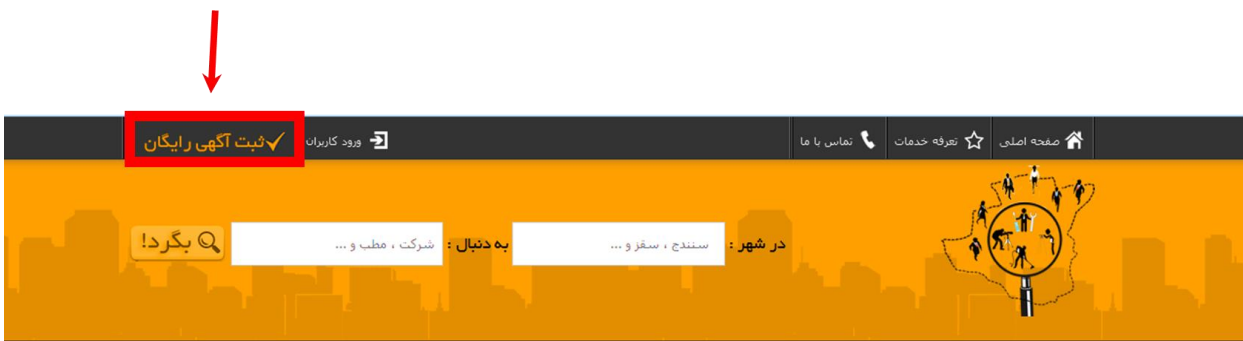 صفحه اصلی
تعرفه خدمات
تماس با ما
ورود کاربران
ثبت آگهی رایگان
در شهر :
سنندج ، سقز و ...
به دنبال :
شرکت ، مطب و ...
بگرد!